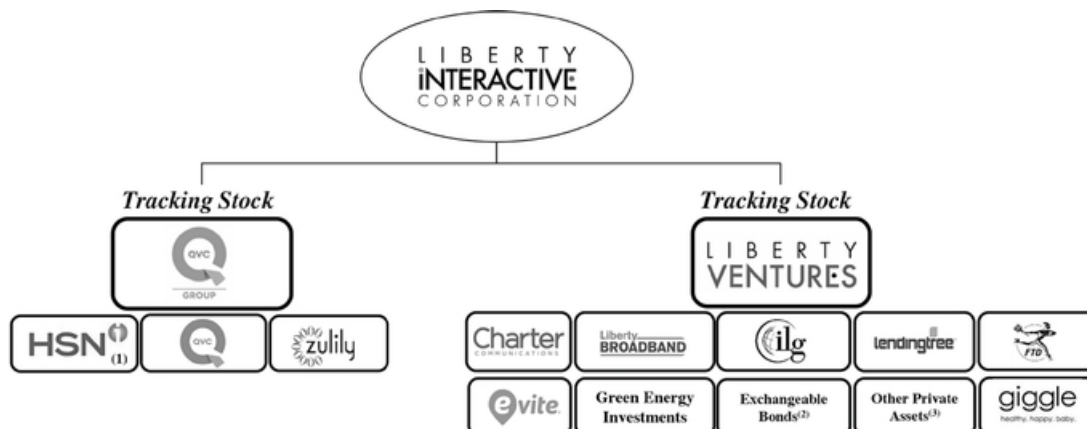 LIBERTY
INTERACTIVE
CORPORATION
Tracking Stock
Tracking Stock
QVC
GROUP
LIBERTY
VENTURES
HSN (1)
QVC
zulily
Charter
COMMUNICATIONS
Liberty
BROADBAND
ilg
lendingtree
FTD
evite
Green Energy
Investments
Exchangeable
Bonds(2)
Other Private
Assets(3)
giggle
healthy. happy. baby.